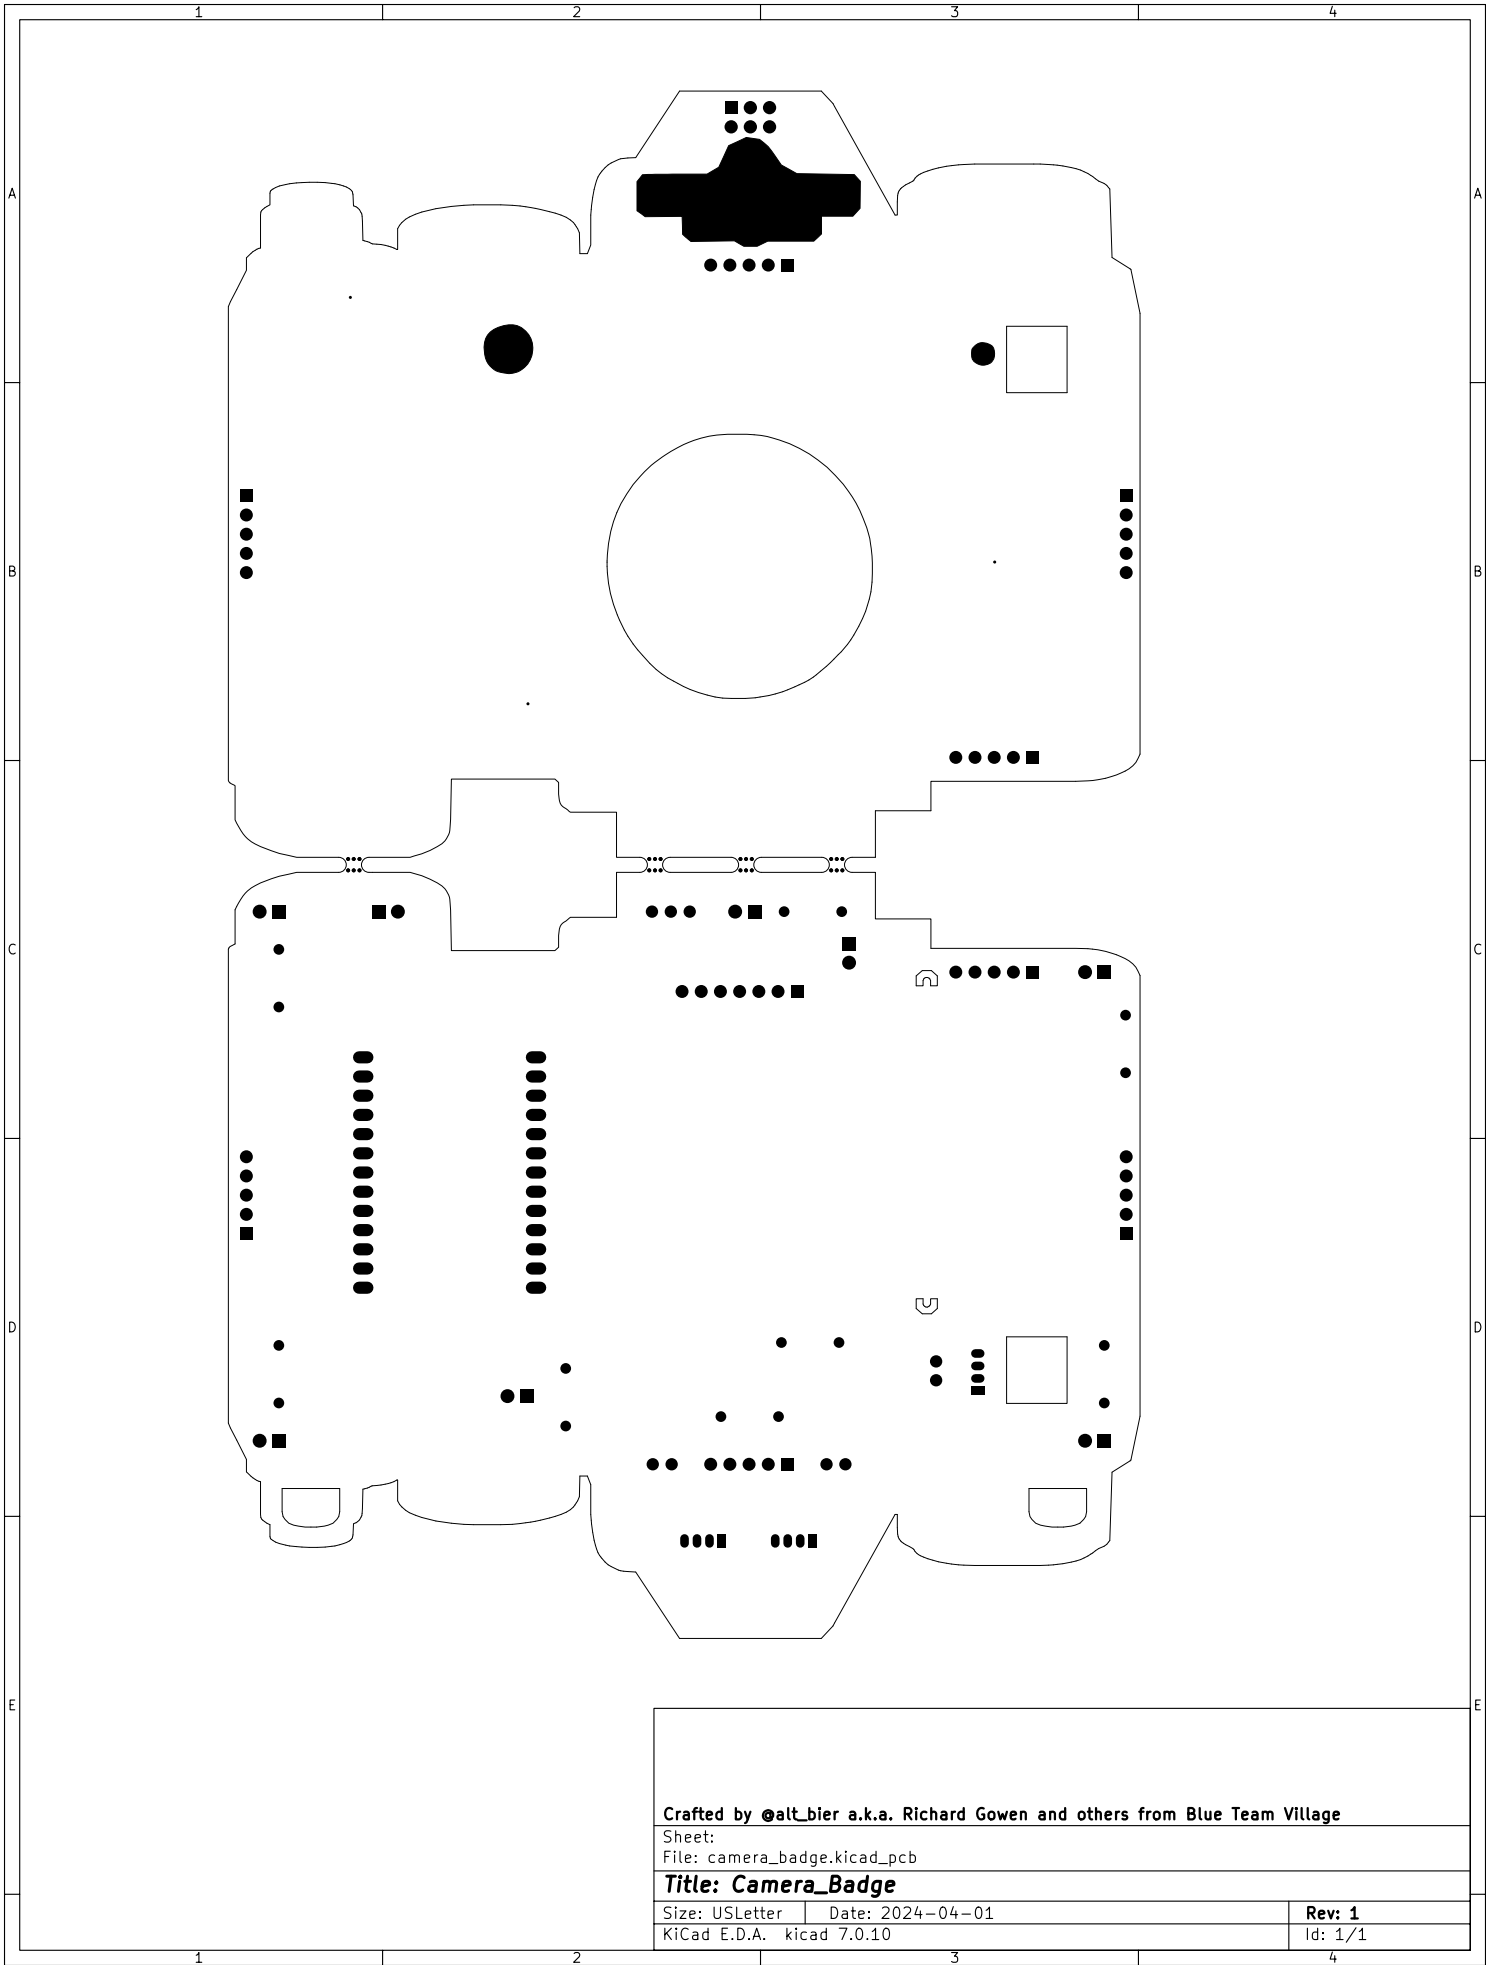 1 2 3 4
A A
B B
C C
D D
E E
Crafted by @alt_bier a.k.a. Richard Gowen and others from Blue Team Village
Sheet:
File: camera_badge.kicad_pcb
Title: Camera_Badge
Size: USLetter Date: 2024-04-01 Rev: 1
KiCad E.D.A. kicad 7.0.10 Id: 1/1
1 2 3 4